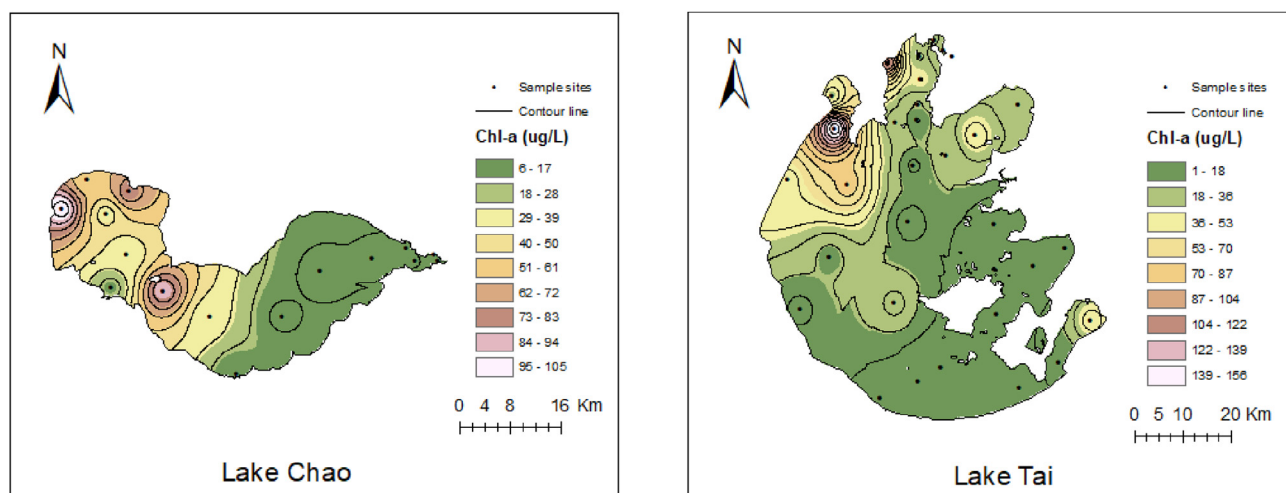 N
Sample sites
Contour line
Chl-a (ug/L)
6 - 17
18 - 28
29 - 39
40 - 50
51 - 61
62 - 72
73 - 83
84 - 94
95 - 105
0 4 8 16 Km
Lake Chao
N
Sample sites
Contour line
Chl-a (ug/L)
1 - 18
18 - 36
36 - 53
53 - 70
70 - 87
87 - 104
104 - 122
122 - 139
139 - 156
0 5 10 20 Km
Lake Tai